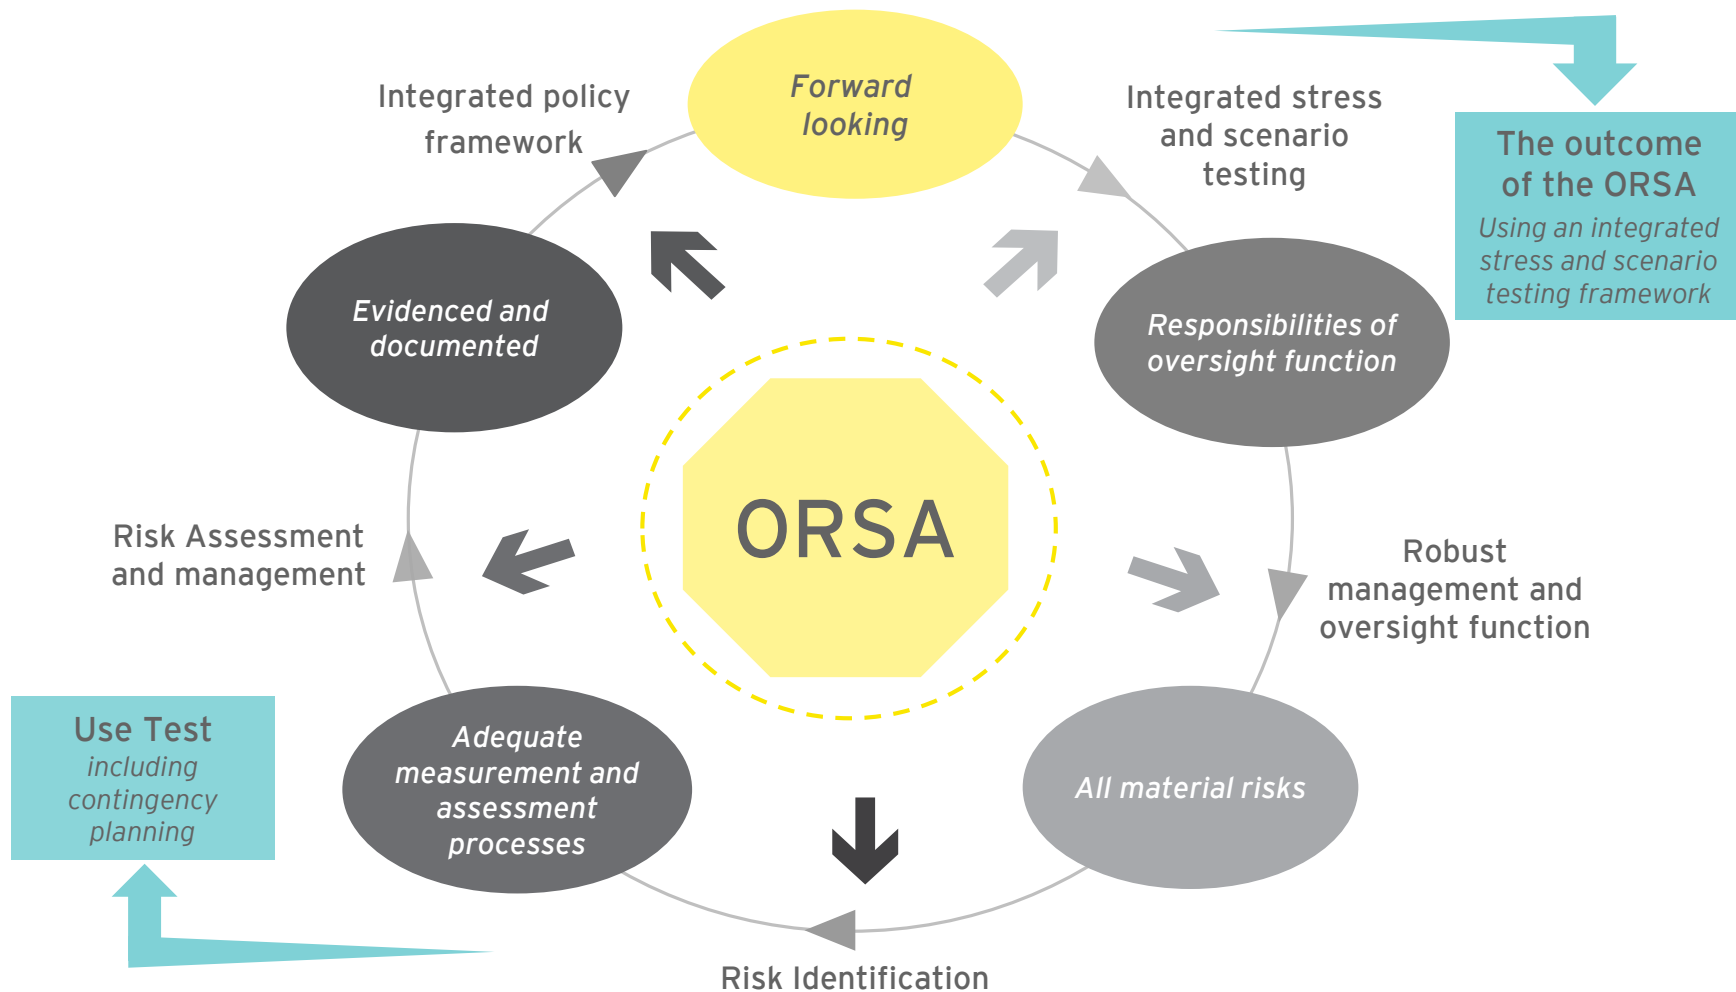 Forward
looking
Integrated policy
framework
Integrated stress
and scenario
testing
The outcome
of the ORSA
Using an integrated
stress and scenario
testing framework
Evidenced and
documented
Responsibilities of
oversight function
ORSA
Risk Assessment
and management
Robust
management and
oversight function
Use Test
including
contingency
planning
Adequate
measurement and
assessment
processes
All material risks
Risk Identification